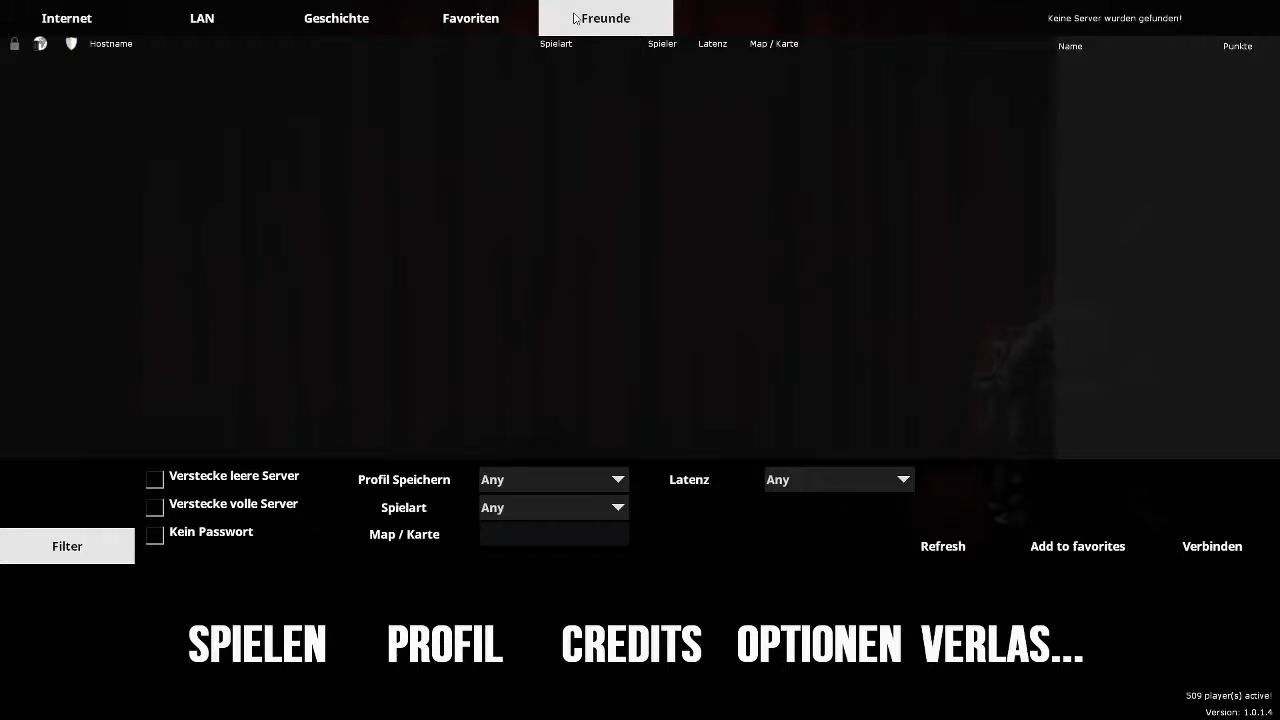 Internet LAN Geschichte Favoriten Freunde Keine Server wurden gefunden!
Hostname Spielart Spieler Latenz Map / Karte Name Punkte
Verstecke leere Server Profil Speichern Any Latenz Any
Verstecke volle Server Spielart Any
Kein Passwort Map / Karte
Filter Refresh Add to favorites Verbinden
SPIELEN PROFIL CREDITS OPTIONEN VERLAS...
509 player(s) active!
Version: 1.0.1.4